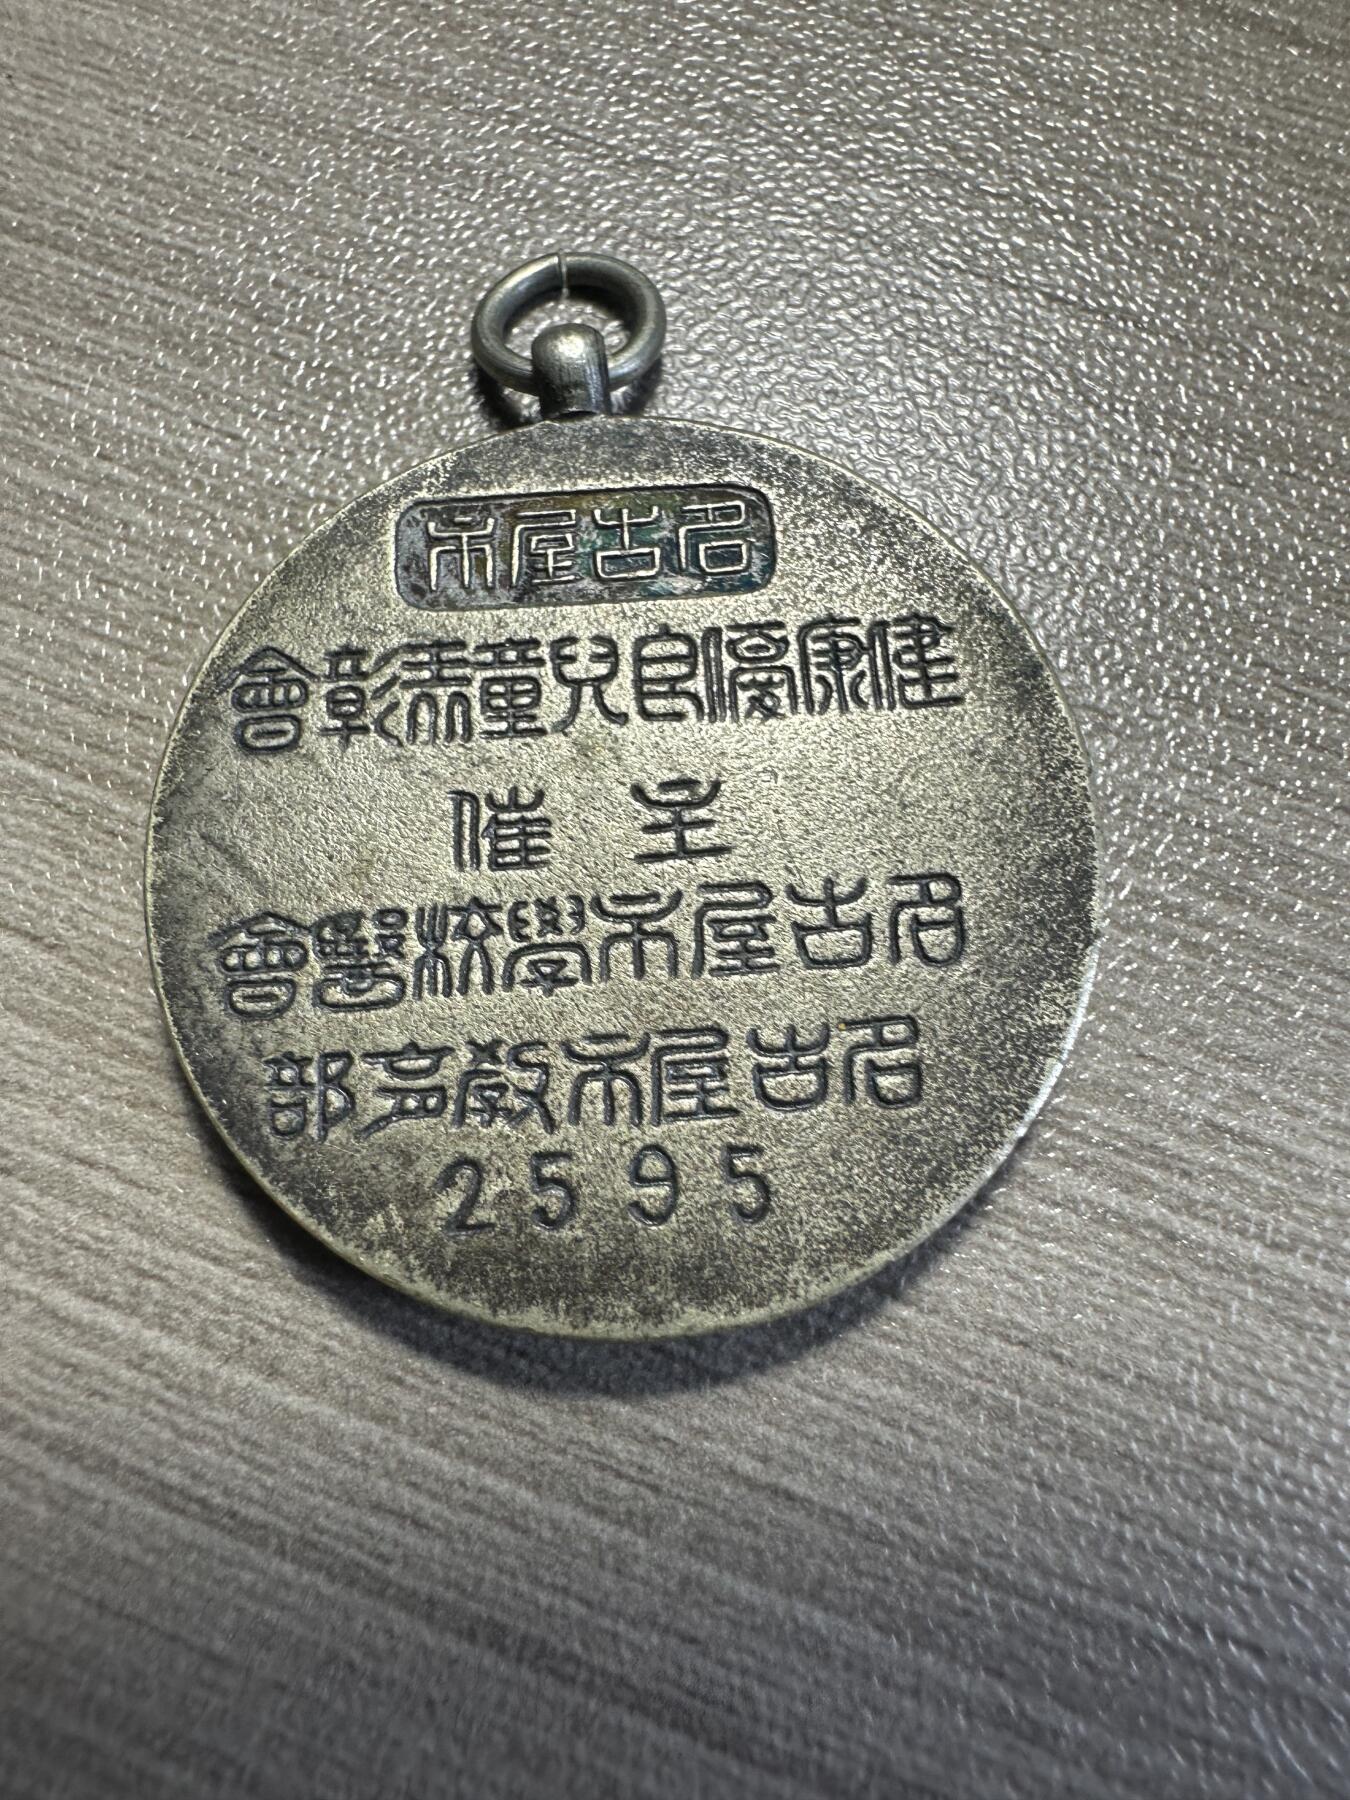 名古屋市
健康優良兒童表彰會
主催
名古屋市學校醫會
名古屋市教育部
2595